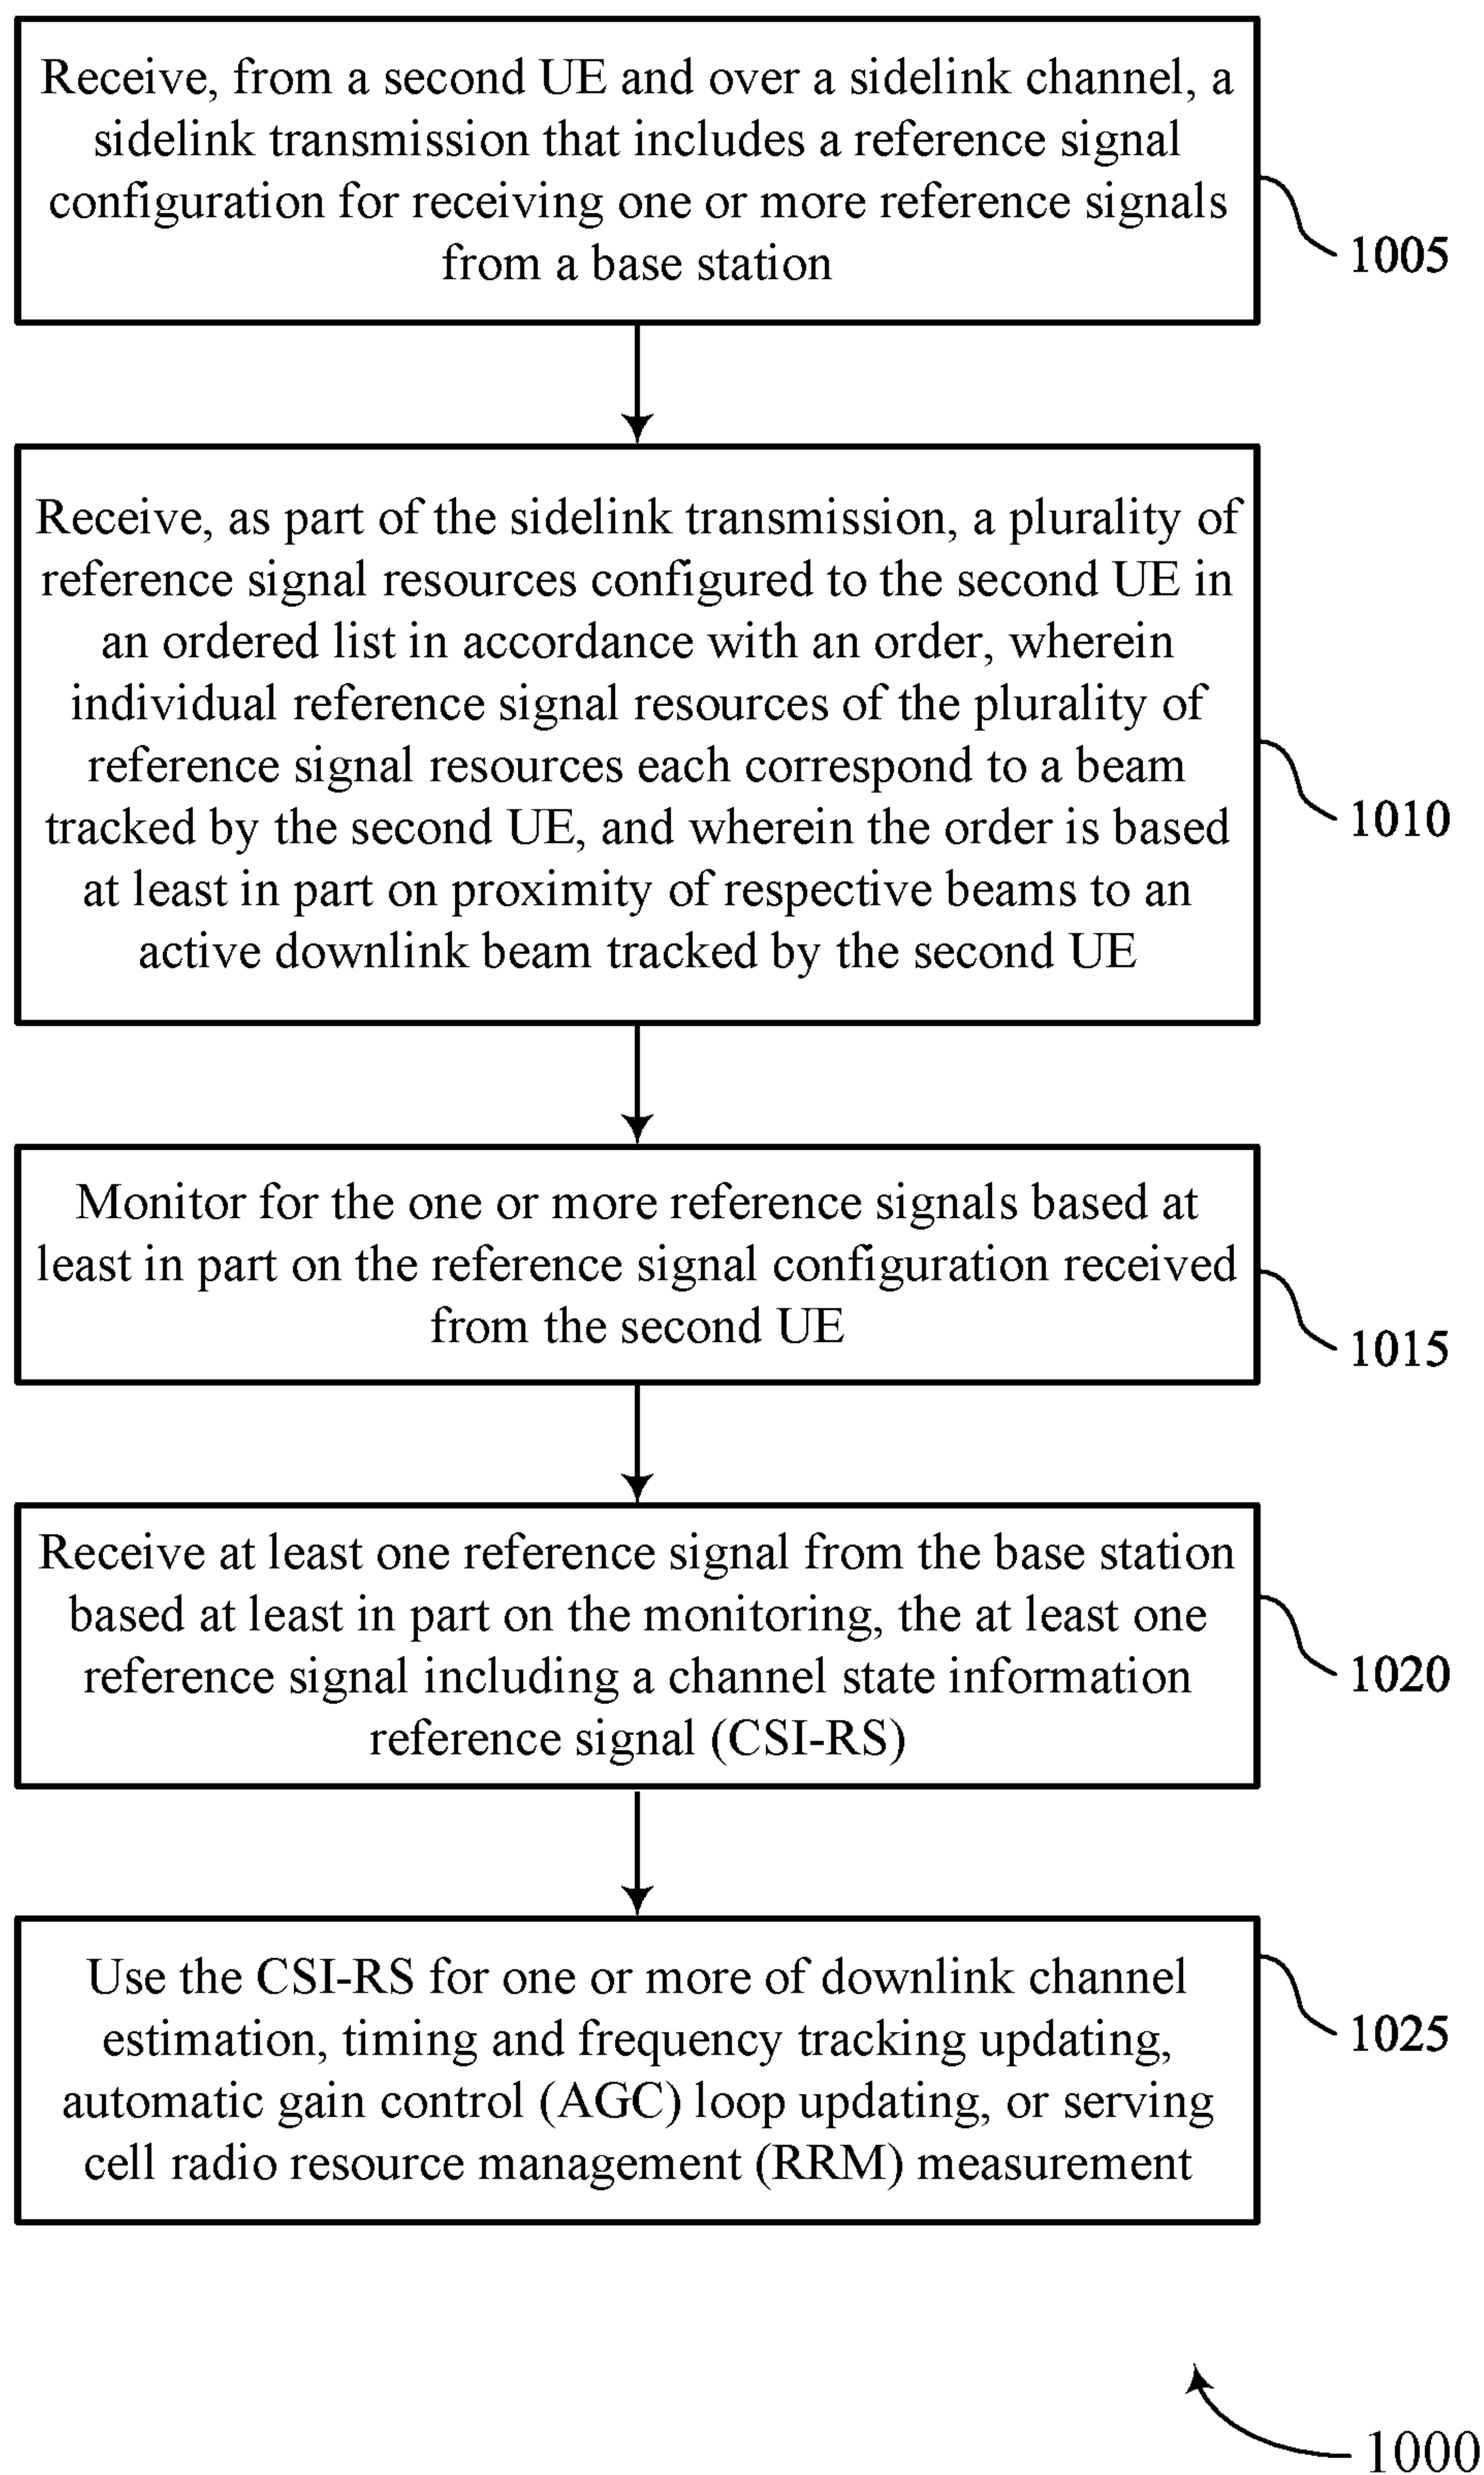 Receive, from a second UE and over a sidelink channel, a
sidelink transmission that includes a reference signal
configuration for receiving one or more reference signals
from a base station
1005
Receive, as part of the sidelink transmission, a plurality of
reference signal resources configured to the second UE in
an ordered list in accordance with an order, wherein
individual reference signal resources of the plurality of
reference signal resources each correspond to a beam
tracked by the second UE, and wherein the order is based
at least in part on proximity of respective beams to an
active downlink beam tracked by the second UE
1010
Monitor for the one or more reference signals based at
least in part on the reference signal configuration received
from the second UE
1015
Receive at least one reference signal from the base station
based at least in part on the monitoring, the at least one
reference signal including a channel state information
reference signal (CSI-RS)
1020
Use the CSI-RS for one or more of downlink channel
estimation, timing and frequency tracking updating,
automatic gain control (AGC) loop updating, or serving
cell radio resource management (RRM) measurement
1025
1000